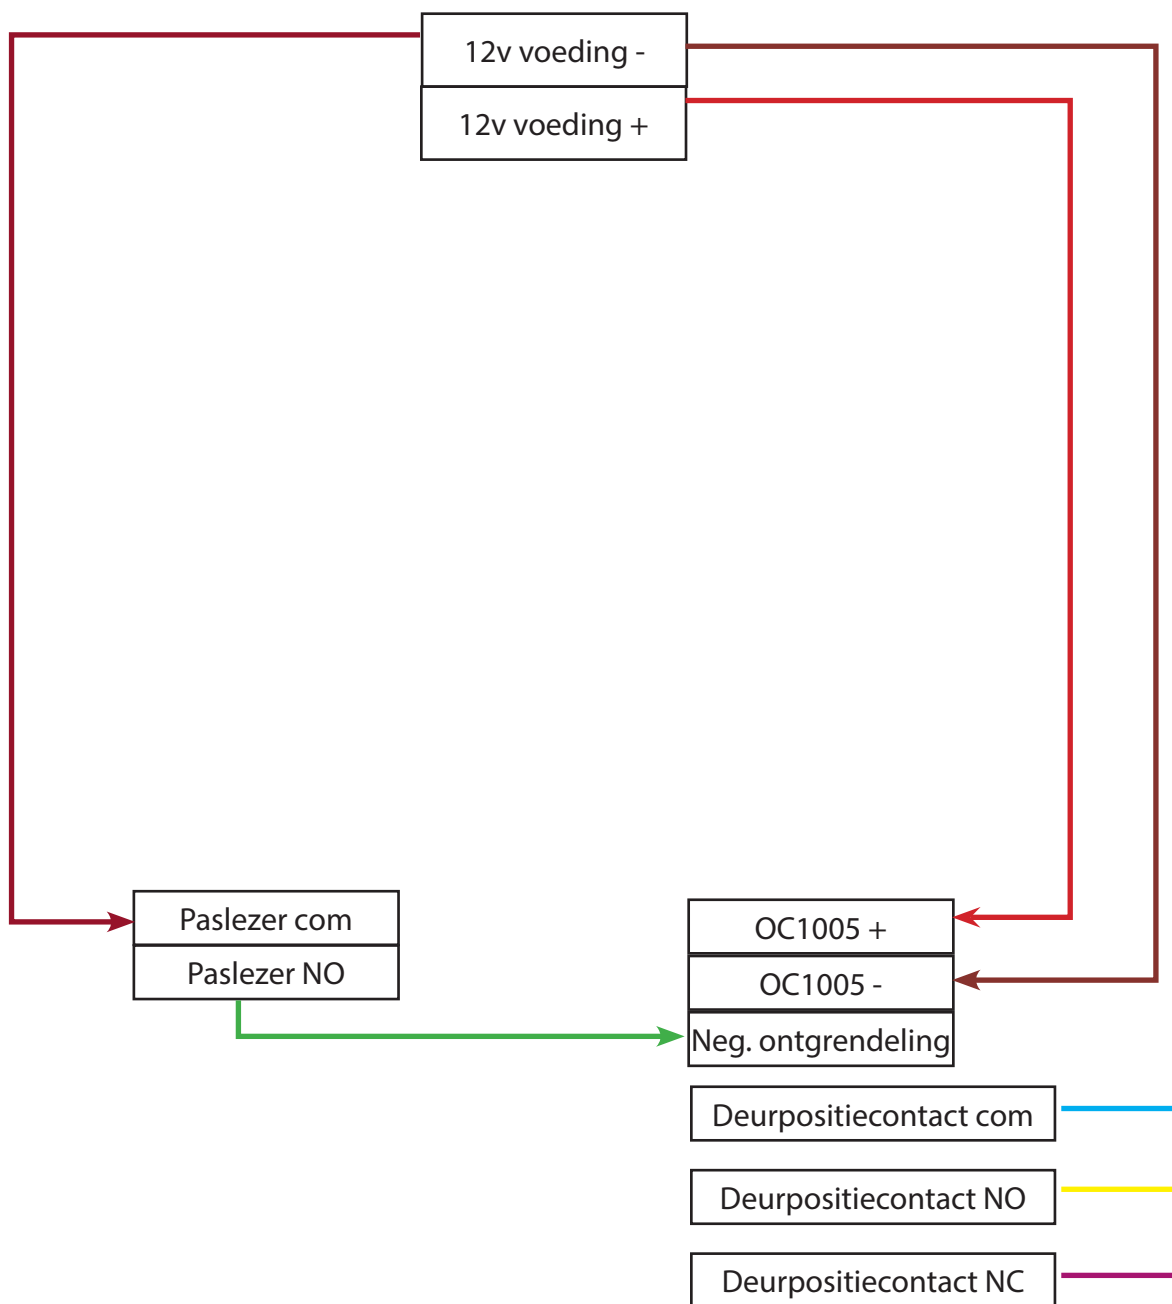 12v voeding -
12v voeding +
Paslezer com
Paslezer NO
OC1005 +
OC1005 -
Neg. ontgrendeling
Deurpositiecontact com
Deurpositiecontact NO
Deurpositiecontact NC